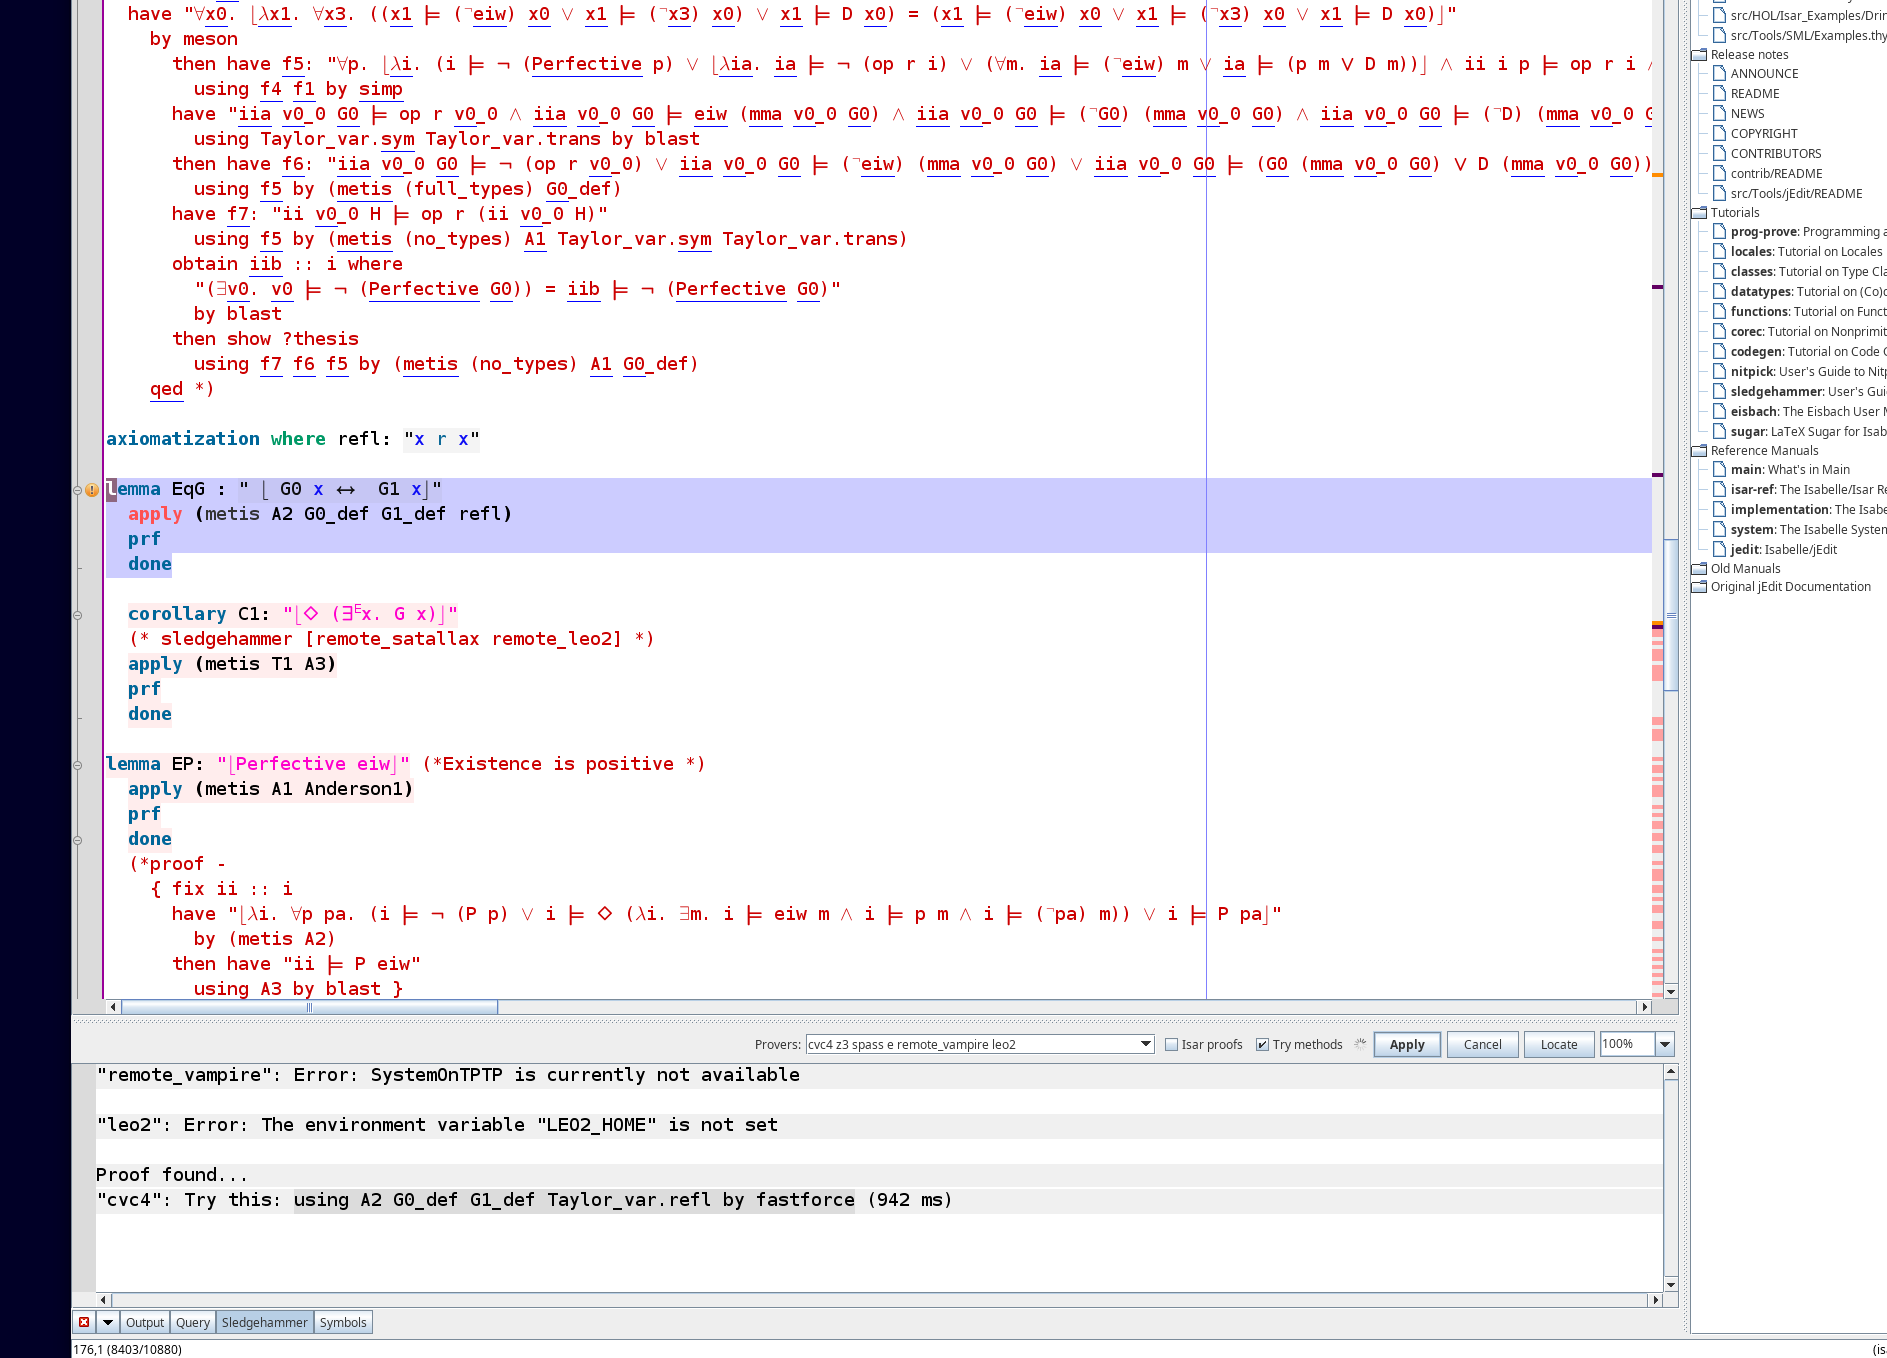 have "∀x0. ⌊λx1. ∀x3. ((x1 ⊨ (¬eiw) x0 ∨ x1 ⊨ (¬x3) x0) ∨ x1 ⊨ D x0) = (x1 ⊨ (¬eiw) x0 ∨ x1 ⊨ (¬x3) x0 ∨ x1 ⊨ D x0)⌋"
by meson
then have f5: "∀p. ⌊λi. (i ⊨ ¬ (Perfective p) ∨ ⌊λia. ia ⊨ ¬ (op r i) ∨ (∀m. ia ⊨ (¬eiw) m ∨ ia ⊨ (p m ∨ D m))⌋ ∧ ii i p ⊨ op r i
using f4 f1 by simp
have "iia v0_0 G0 ⊨ op r v0_0 ∧ iia v0_0 G0 ⊨ eiw (mma v0_0 G0) ∧ iia v0_0 G0 ⊨ (¬G0) (mma v0_0 G0) ∧ iia v0_0 G0 ⊨ (¬D) (mma v0_0
using Taylor_var.sym Taylor_var.trans by blast
then have f6: "iia v0_0 G0 ⊨ ¬ (op r v0_0) ∨ iia v0_0 G0 ⊨ (¬eiw) (mma v0_0 G0) ∨ iia v0_0 G0 ⊨ (G0 (mma v0_0 G0) ∨ D (mma v0_0 G0))
using f5 by (metis (full_types) G0_def)
have f7: "ii v0_0 H ⊨ op r (ii v0_0 H)"
using f5 by (metis (no_types) A1 Taylor_var.sym Taylor_var.trans)
obtain iib :: i where
"(∃v0. v0 ⊨ ¬ (Perfective G0)) = iib ⊨ ¬ (Perfective G0)"
by blast
then show ?thesis
using f7 f6 f5 by (metis (no_types) A1 G0_def)
qed *)
axiomatization where refl: "x r x"
lemma EqG : " ⌊ G0 x ↔  G1 x⌋"
apply (metis A2 G0_def G1_def refl)
prf
done
corollary C1: "⌊◇ (∃ᴱx. G x)⌋"
(* sledgehammer [remote_satallax remote_leo2] *)
apply (metis T1 A3)
prf
done
lemma EP: "⌊Perfective eiw⌋" (*Existence is positive *)
apply (metis A1 Anderson1)
prf
done
(*proof -
{ fix ii :: i
have "⌊λi. ∀p pa. (i ⊨ ¬ (P p) ∨ i ⊨ ◇ (λi. ∃m. i ⊨ eiw m ∧ i ⊨ p m ∧ i ⊨ (¬pa) m)) ∨ i ⊨ P pa⌋"
by (metis A2)
then have "ii ⊨ P eiw"
using A3 by blast }
Provers: cvc4 z3 spass e remote_vampire leo2 Isar proofs Try methods Apply Cancel Locate 100%
"remote_vampire": Error: SystemOnTPTP is currently not available
"leo2": Error: The environment variable "LEO2_HOME" is not set
Proof found...
"cvc4": Try this: using A2 G0_def G1_def Taylor_var.refl by fastforce (942 ms)
Output Query Sledgehammer Symbols
176,1 (8403/10880)
(is
src/HOL/Isar_Examples/Drin
src/Tools/SML/Examples.thy
Release notes
ANNOUNCE
README
NEWS
COPYRIGHT
CONTRIBUTORS
contrib/README
src/Tools/jEdit/README
Tutorials
prog-prove: Programming a
locales: Tutorial on Locales
classes: Tutorial on Type Cla
datatypes: Tutorial on (Co)d
functions: Tutorial on Funct
corec: Tutorial on Nonprimit
codegen: Tutorial on Code G
nitpick: User's Guide to Nitp
sledgehammer: User's Gui
eisbach: The Eisbach User M
sugar: LaTeX Sugar for Isab
Reference Manuals
main: What's in Main
isar-ref: The Isabelle/Isar Re
implementation: The Isabe
system: The Isabelle System
jedit: Isabelle/jEdit
Old Manuals
Original jEdit Documentation